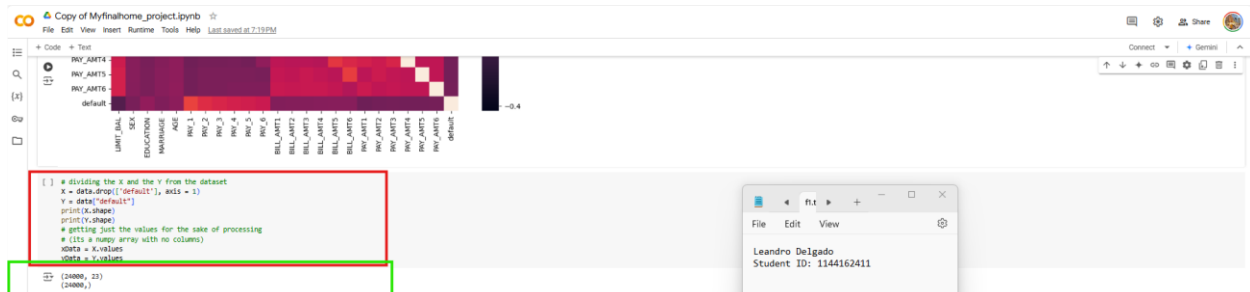 Copy of Myfinalhome_project.ipynb
Share
File Edit View Insert Runtime Tools Help Last saved at 7:19 PM
+ Code + Text
Connect
+ Gemini
PAY_AMT4
PAY_AMT5
PAY_AMT6
default
-0.4
LIMIT_BAL
SEX
EDUCATION
MARRIAGE
AGE
PAY_1
PAY_2
PAY_3
PAY_4
PAY_5
PAY_6
BILL_AMT1
BILL_AMT2
BILL_AMT3
BILL_AMT4
BILL_AMT5
BILL_AMT6
PAY_AMT1
PAY_AMT2
PAY_AMT3
PAY_AMT4
PAY_AMT5
PAY_AMT6
default
{x}
[ ] # dividing the X and the Y from the dataset
X = data.drop(['default'], axis = 1)
Y = data["default"]
print(X.shape)
print(Y.shape)
# getting just the values for the sake of processing
# (its a numpy array with no columns)
xData = X.values
yData = Y.values
(24000, 23)
(24000,)
f1.t
File Edit View
Leandro Delgado
Student ID: 1144162411